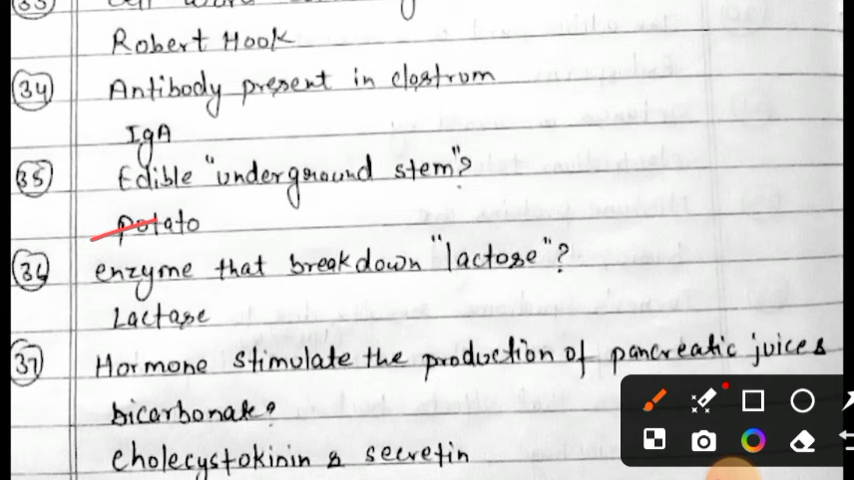 33
Robert Hook
34 Antibody present in clostrum
IgA
35 Edible "underground stem"?
potato
36 enzyme that breakdown "lactose"?
Lactase
37 Hormone stimulate the production of pancreatic juices
bicarbonate?
cholecystokinin & secretin